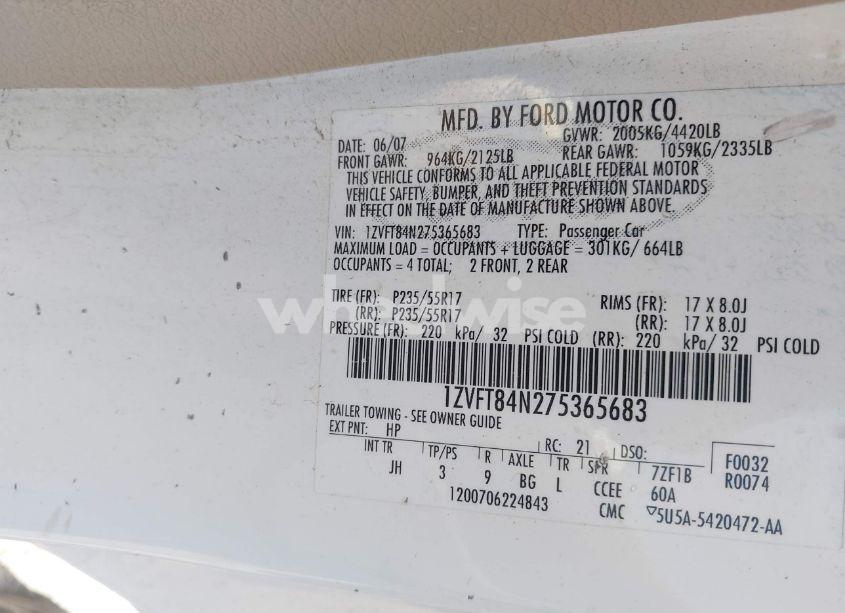 MFD. BY FORD MOTOR CO.
DATE: 06/07 GVWR: 2005KG/4420LB
FRONT GAWR: 964KG/2125LB REAR GAWR: 1059KG/2335LB
THIS VEHICLE CONFORMS TO ALL APPLICABLE FEDERAL MOTOR
VEHICLE SAFETY, BUMPER, AND THEFT PREVENTION STANDARDS
IN EFFECT ON THE DATE OF MANUFACTURE SHOWN ABOVE.
VIN: 1ZVFT84N275365683 TYPE: Passenger Car
MAXIMUM LOAD = OCCUPANTS + LUGGAGE = 301KG/ 664LB
OCCUPANTS = 4 TOTAL; 2 FRONT, 2 REAR
TIRE (FR): P235/55R17 RIMS (FR): 17 X 8.0J
(RR): P235/55R17 (RR): 17 X 8.0J
PRESSURE (FR): 220 kPa/ 32 PSI COLD (RR): 220 kPa/ 32 PSI COLD
wheelwise
1ZVFT84N275365683
TRAILER TOWING - SEE OWNER GUIDE
EXT PNT: HP RC: 21 DSO: F0032
INT TR TP/PS R AXLE TR SPR 7ZF1B R0074
JH 3 9 BG L CCEE 60A
1200706224843 CMC ▽5U5A-5420472-AA